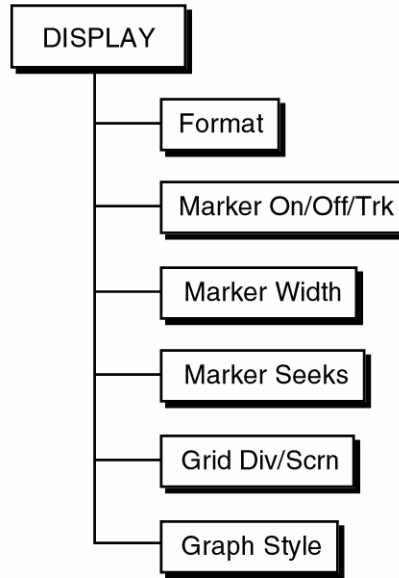 DISPLAY
Format
Marker On/Off/Trk
Marker Width
Marker Seeks
Grid Div/Scrn
Graph Style